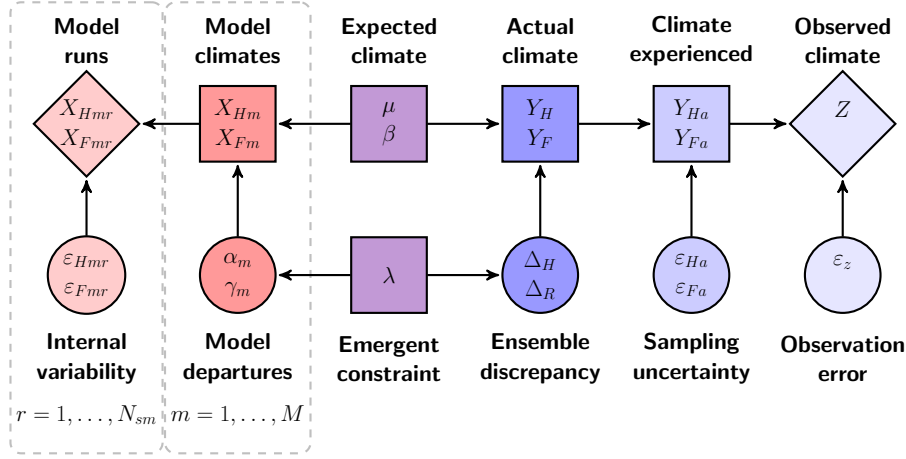 Model runs
Model climates
Expected climate
Actual climate
Climate experienced
Observed climate
X_{Hmr}
X_{Fmr}
X_{Hm}
X_{Fm}
μ
β
Y_H
Y_F
Y_{Ha}
Y_{Fa}
Z
ε_{Hmr}
ε_{Fmr}
α_m
γ_m
λ
Δ_H
Δ_R
ε_{Ha}
ε_{Fa}
ε_z
Internal variability
Model departures
Emergent constraint
Ensemble discrepancy
Sampling uncertainty
Observation error
r = 1, . . . , N_{sm}
m = 1, . . . , M